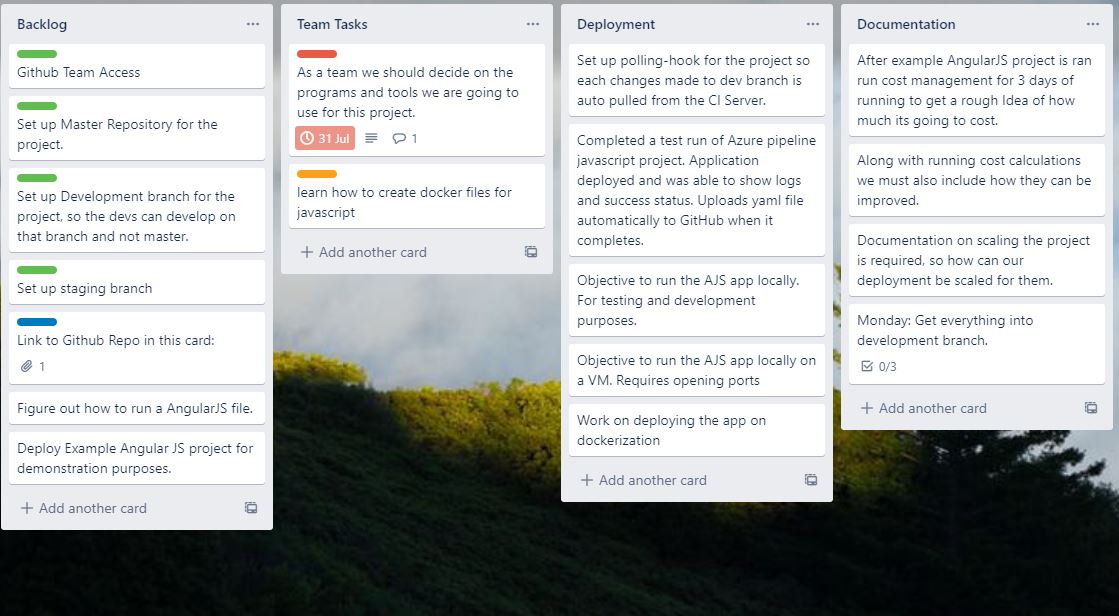 Backlog
Github Team Access
Set up Master Repository for the
project.
Set up Development branch for the
project, so the devs can develop on
that branch and not master.
Set up staging branch
Link to Github Repo in this card:
1
Figure out how to run a AngularJS file.
Deploy Example Angular JS project for
demonstration purposes.
+ Add another card
Team Tasks
As a team we should decide on the
programs and tools we are going to
use for this project.
31 Jul 1
learn how to create docker files for
javascript
+ Add another card
Deployment
Set up polling-hook for the project so
each changes made to dev branch is
auto pulled from the CI Server.
Completed a test run of Azure pipeline
javascript project. Application
deployed and was able to show logs
and success status. Uploads yaml file
automatically to GitHub when it
completes.
Objective to run the AJS app locally.
For testing and development
purposes.
Objective to run the AJS app locally on
a VM. Requires opening ports
Work on deploying the app on
dockerization
+ Add another card
Documentation
After example AngularJS project is ran
run cost management for 3 days of
running to get a rough Idea of how
much its going to cost.
Along with running cost calculations
we must also include how they can be
improved.
Documentation on scaling the project
is required, so how can our
deployment be scaled for them.
Monday: Get everything into
development branch.
0/3
+ Add another card